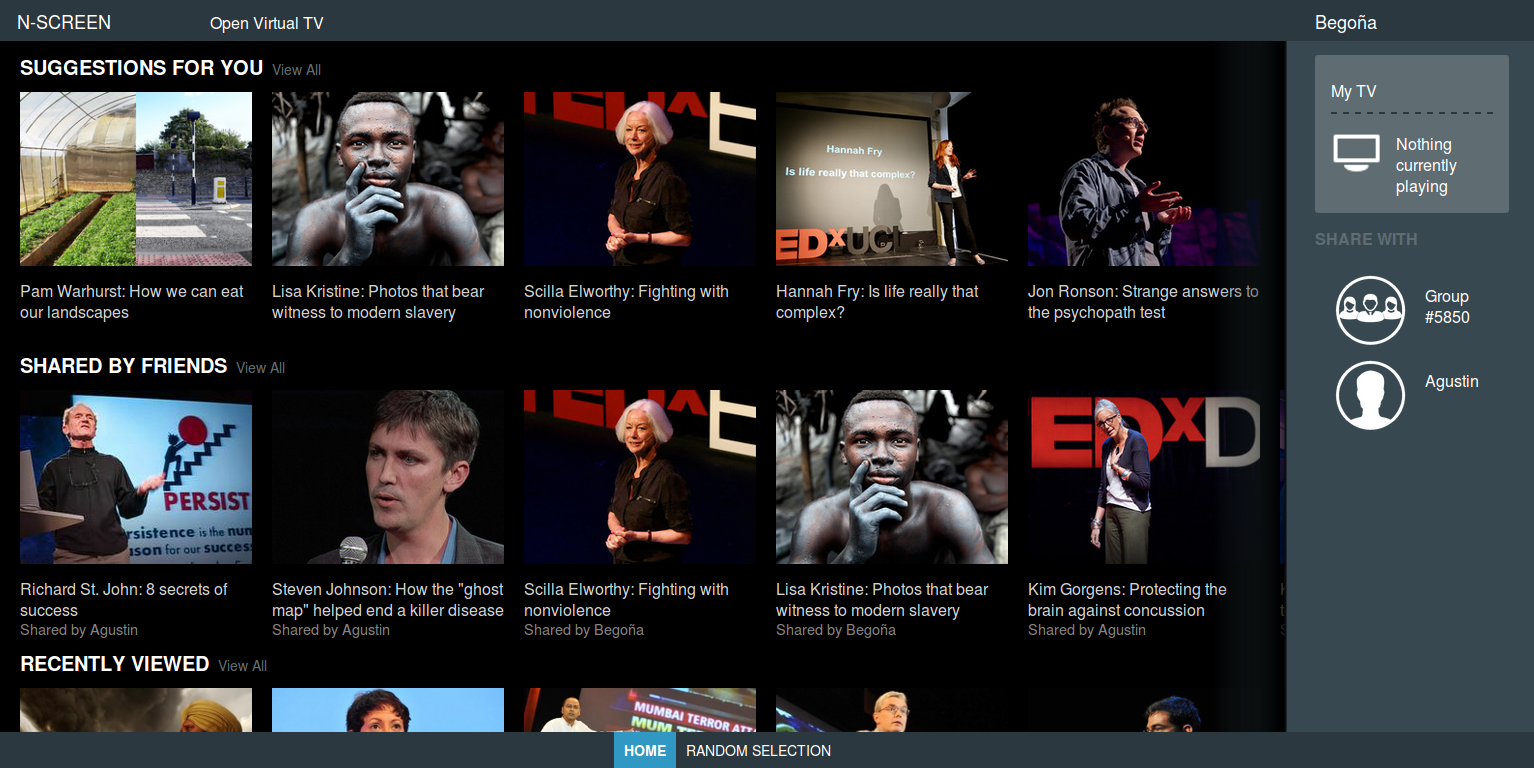 N-SCREEN
Open Virtual TV
Begoña
SUGGESTIONS FOR YOU View All
TEDx
E
Hannah Fry
Is life really that complex?
EDxUCL
Pam Warhurst: How we can eat
our landscapes
Lisa Kristine: Photos that bear
witness to modern slavery
Scilla Elworthy: Fighting with
nonviolence
Hannah Fry: Is life really that
complex?
Jon Ronson: Strange answers to
the psychopath test
SHARED BY FRIENDS View All
PERSIST
rsistence is the num
ason for our success
EDxD
Richard St. John: 8 secrets of
success
Shared by Agustin
Steven Johnson: How the "ghost
map" helped end a killer disease
Shared by Agustin
Scilla Elworthy: Fighting with
nonviolence
Shared by Begoña
Lisa Kristine: Photos that bear
witness to modern slavery
Shared by Begoña
Kim Gorgens: Protecting the
brain against concussion
Shared by Agustin
RECENTLY VIEWED View All
MUMBAI TERROR ATTA
MUM
My TV
Nothing
currently
playing
SHARE WITH
Group
#5850
Agustin
HOME
RANDOM SELECTION